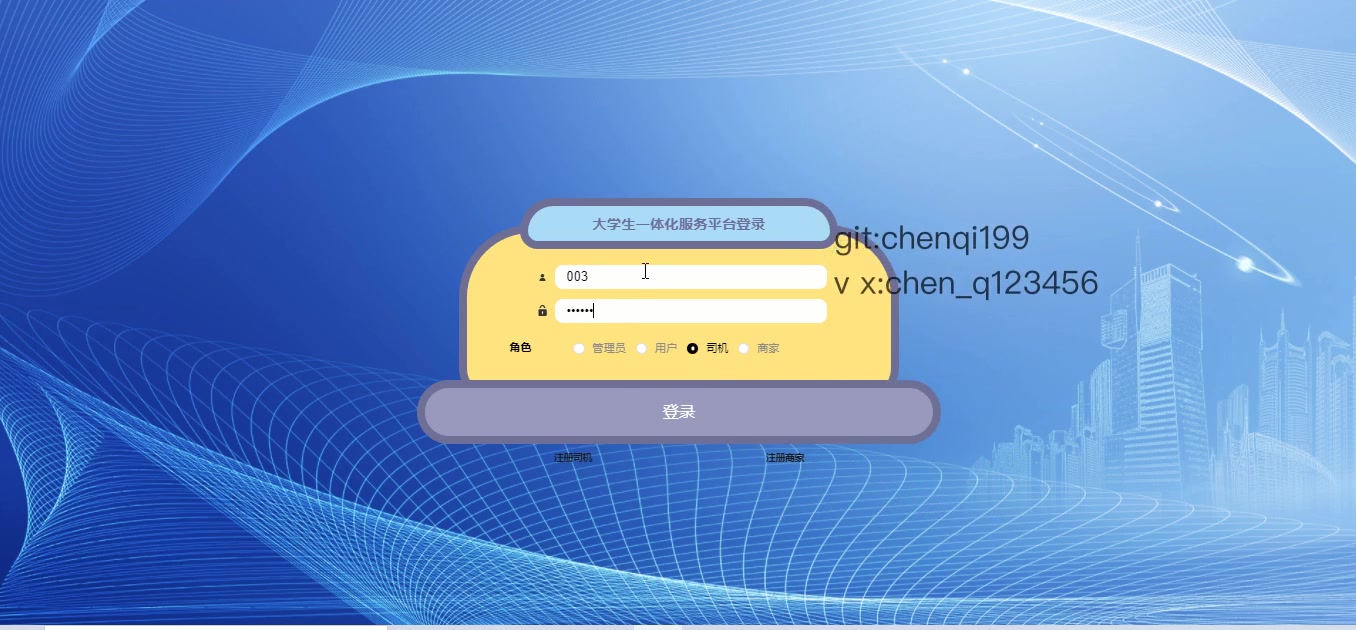 大学生一体化服务平台登录
git:chenqi199
003
v x:chen_q123456
••••••
角色 管理员 用户 司机 商家
登录
注册司机 注册商家